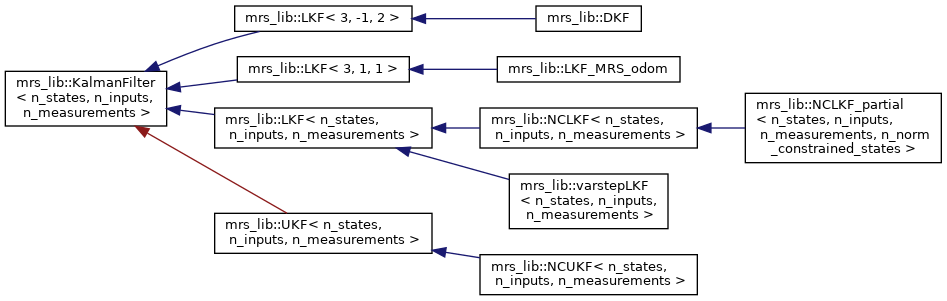 mrs_lib::LKF< 3, -1, 2 >
mrs_lib::DKF
mrs_lib::LKF< 3, 1, 1 >
mrs_lib::LKF_MRS_odom
mrs_lib::KalmanFilter
< n_states, n_inputs,
n_measurements >
mrs_lib::LKF< n_states,
n_inputs, n_measurements >
mrs_lib::NCLKF< n_states,
n_inputs, n_measurements >
mrs_lib::NCLKF_partial
< n_states, n_inputs,
n_measurements, n_norm
_constrained_states >
mrs_lib::varstepLKF
< n_states, n_inputs,
n_measurements >
mrs_lib::UKF< n_states,
n_inputs, n_measurements >
mrs_lib::NCUKF< n_states,
n_inputs, n_measurements >